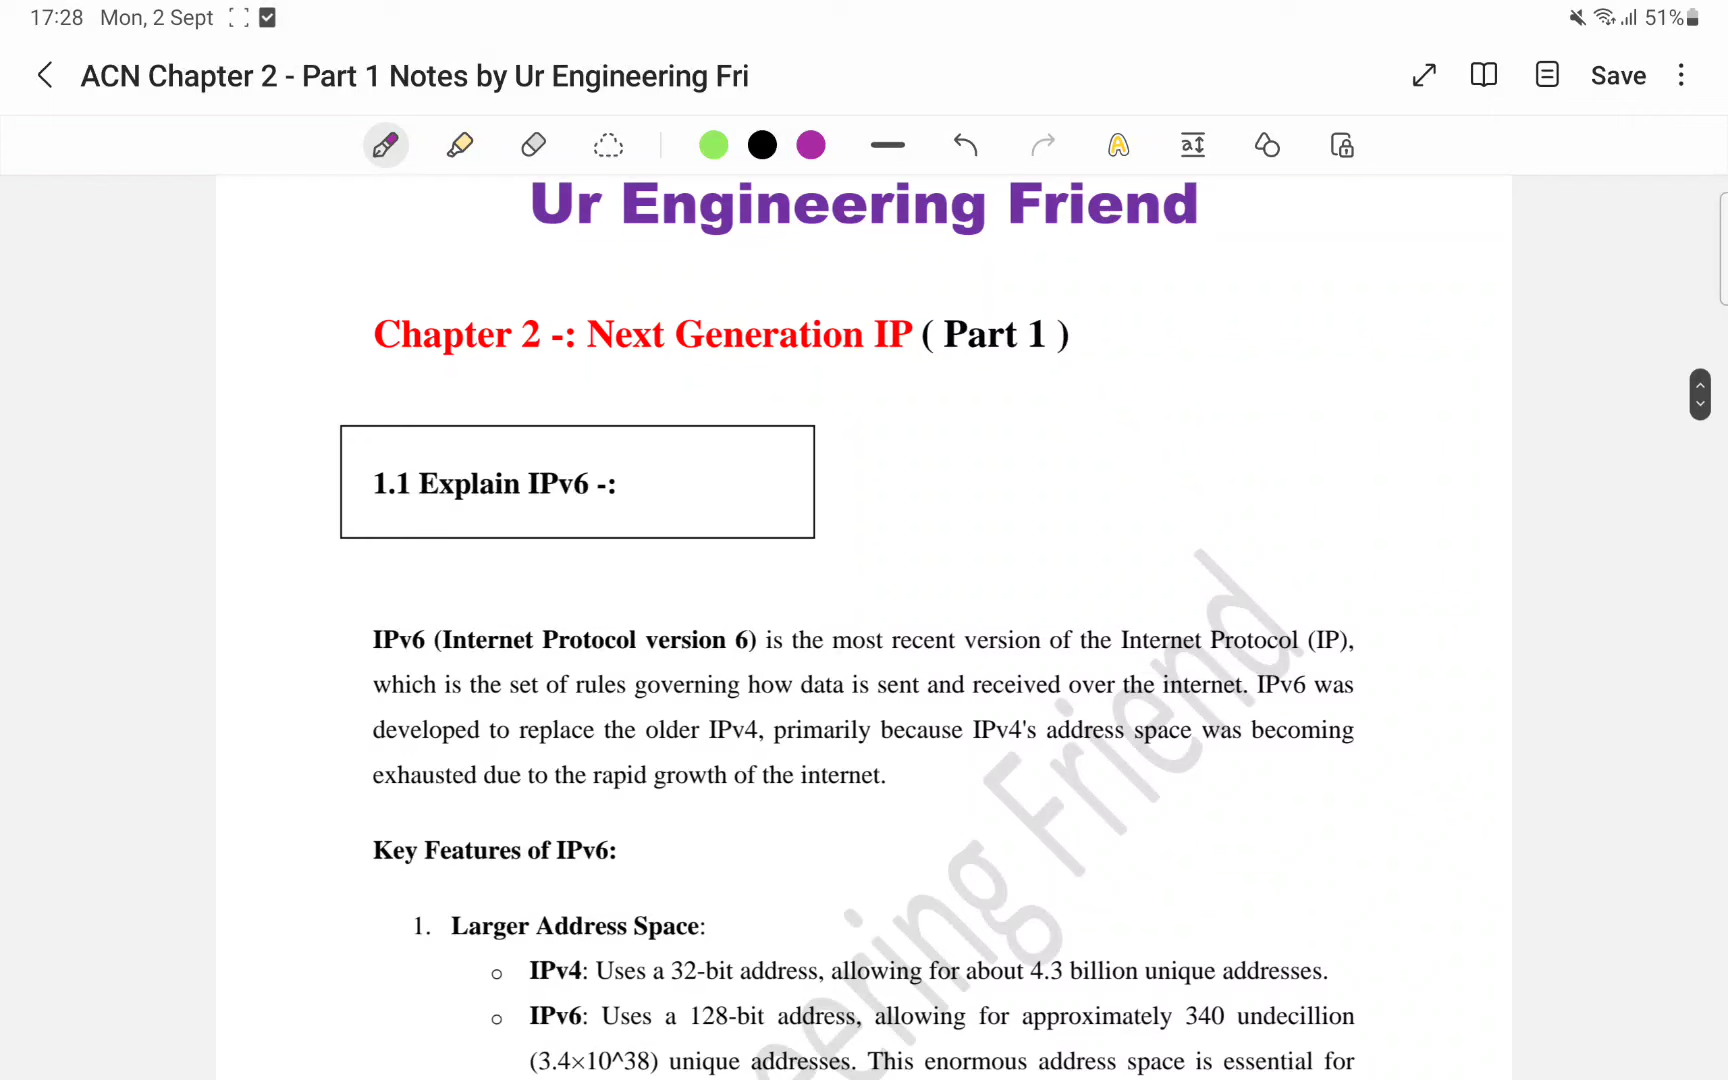 17:28 Mon, 2 Sept
51%
ACN Chapter 2 - Part 1 Notes by Ur Engineering Fri
Save
A
a
Ur Engineering Friend
Chapter 2 -: Next Generation IP ( Part 1 )
1.1 Explain IPv6 -:
IPv6 (Internet Protocol version 6) is the most recent version of the Internet Protocol (IP),
which is the set of rules governing how data is sent and received over the internet. IPv6 was
developed to replace the older IPv4, primarily because IPv4's address space was becoming
exhausted due to the rapid growth of the internet.
Key Features of IPv6:
1. Larger Address Space:
o IPv4: Uses a 32-bit address, allowing for about 4.3 billion unique addresses.
o IPv6: Uses a 128-bit address, allowing for approximately 340 undecillion
(3.4×10^38) unique addresses. This enormous address space is essential for
eering Friend